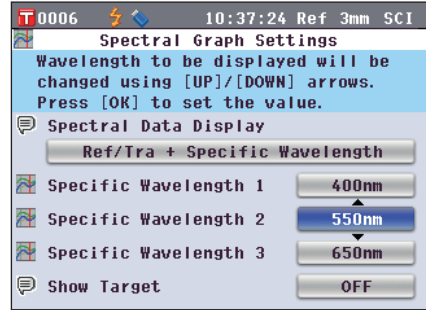 T0006 10:37:24 Ref 3mm SCI
Spectral Graph Settings
Wavelength to be displayed will be
changed using [UP]/[DOWN] arrows.
Press [OK] to set the value.
Spectral Data Display
Ref/Tra + Specific Wavelength
Specific Wavelength 1 400nm
Specific Wavelength 2 550nm
Specific Wavelength 3 650nm
Show Target OFF